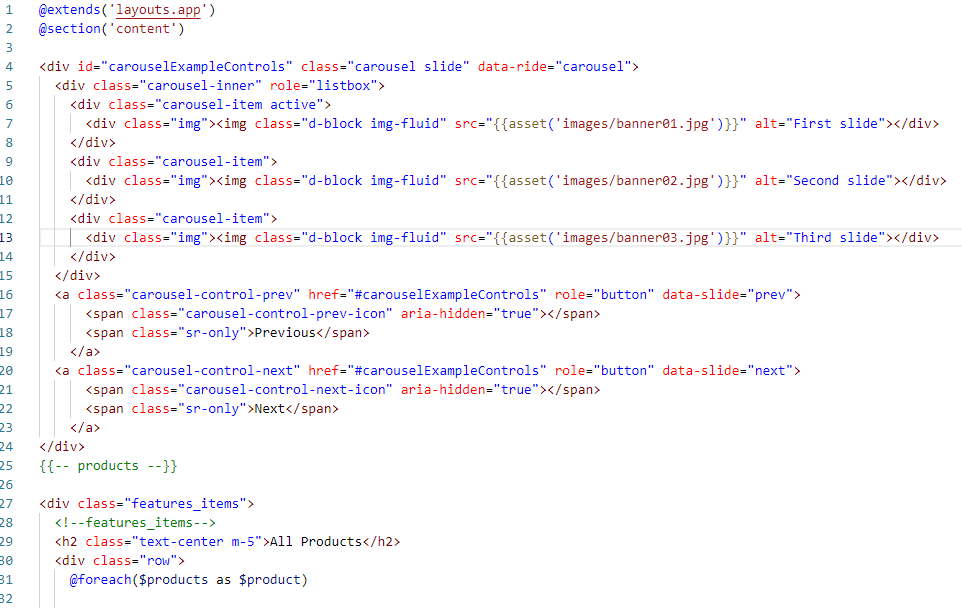 1 @extends('layouts.app')
2 @section('content')
3
4 <div id="carouselExampleControls" class="carousel slide" data-ride="carousel">
5 <div class="carousel-inner" role="listbox">
6 <div class="carousel-item active">
7 <div class="img"><img class="d-block img-fluid" src="{{asset('images/banner01.jpg')}}" alt="First slide"></div>
8 </div>
9 <div class="carousel-item">
10 <div class="img"><img class="d-block img-fluid" src="{{asset('images/banner02.jpg')}}" alt="Second slide"></div>
11 </div>
12 <div class="carousel-item">
13 <div class="img"><img class="d-block img-fluid" src="{{asset('images/banner03.jpg')}}" alt="Third slide"></div>
14 </div>
15 </div>
16 <a class="carousel-control-prev" href="#carouselExampleControls" role="button" data-slide="prev">
17 <span class="carousel-control-prev-icon" aria-hidden="true"></span>
18 <span class="sr-only">Previous</span>
19 </a>
20 <a class="carousel-control-next" href="#carouselExampleControls" role="button" data-slide="next">
21 <span class="carousel-control-next-icon" aria-hidden="true"></span>
22 <span class="sr-only">Next</span>
23 </a>
24 </div>
25 {{-- products --}}
26
27 <div class="features_items">
28 <!--features_items-->
29 <h2 class="text-center m-5">All Products</h2>
30 <div class="row">
31 @foreach($products as $product)
32